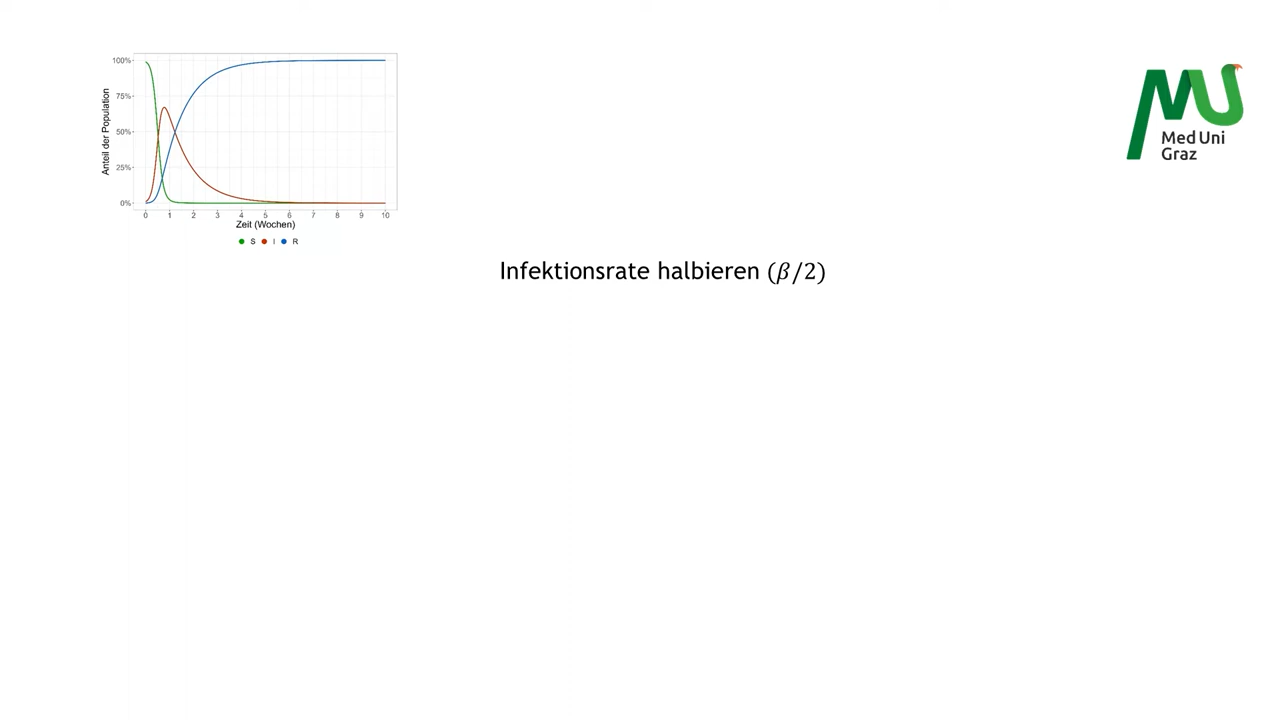 100%
75%
50%
25%
0%
Anteil der Population
0 1 2 3 4 5 6 7 8 9 10
Zeit (Wochen)
S I R
Med Uni
Graz
Infektionsrate halbieren (β/2)